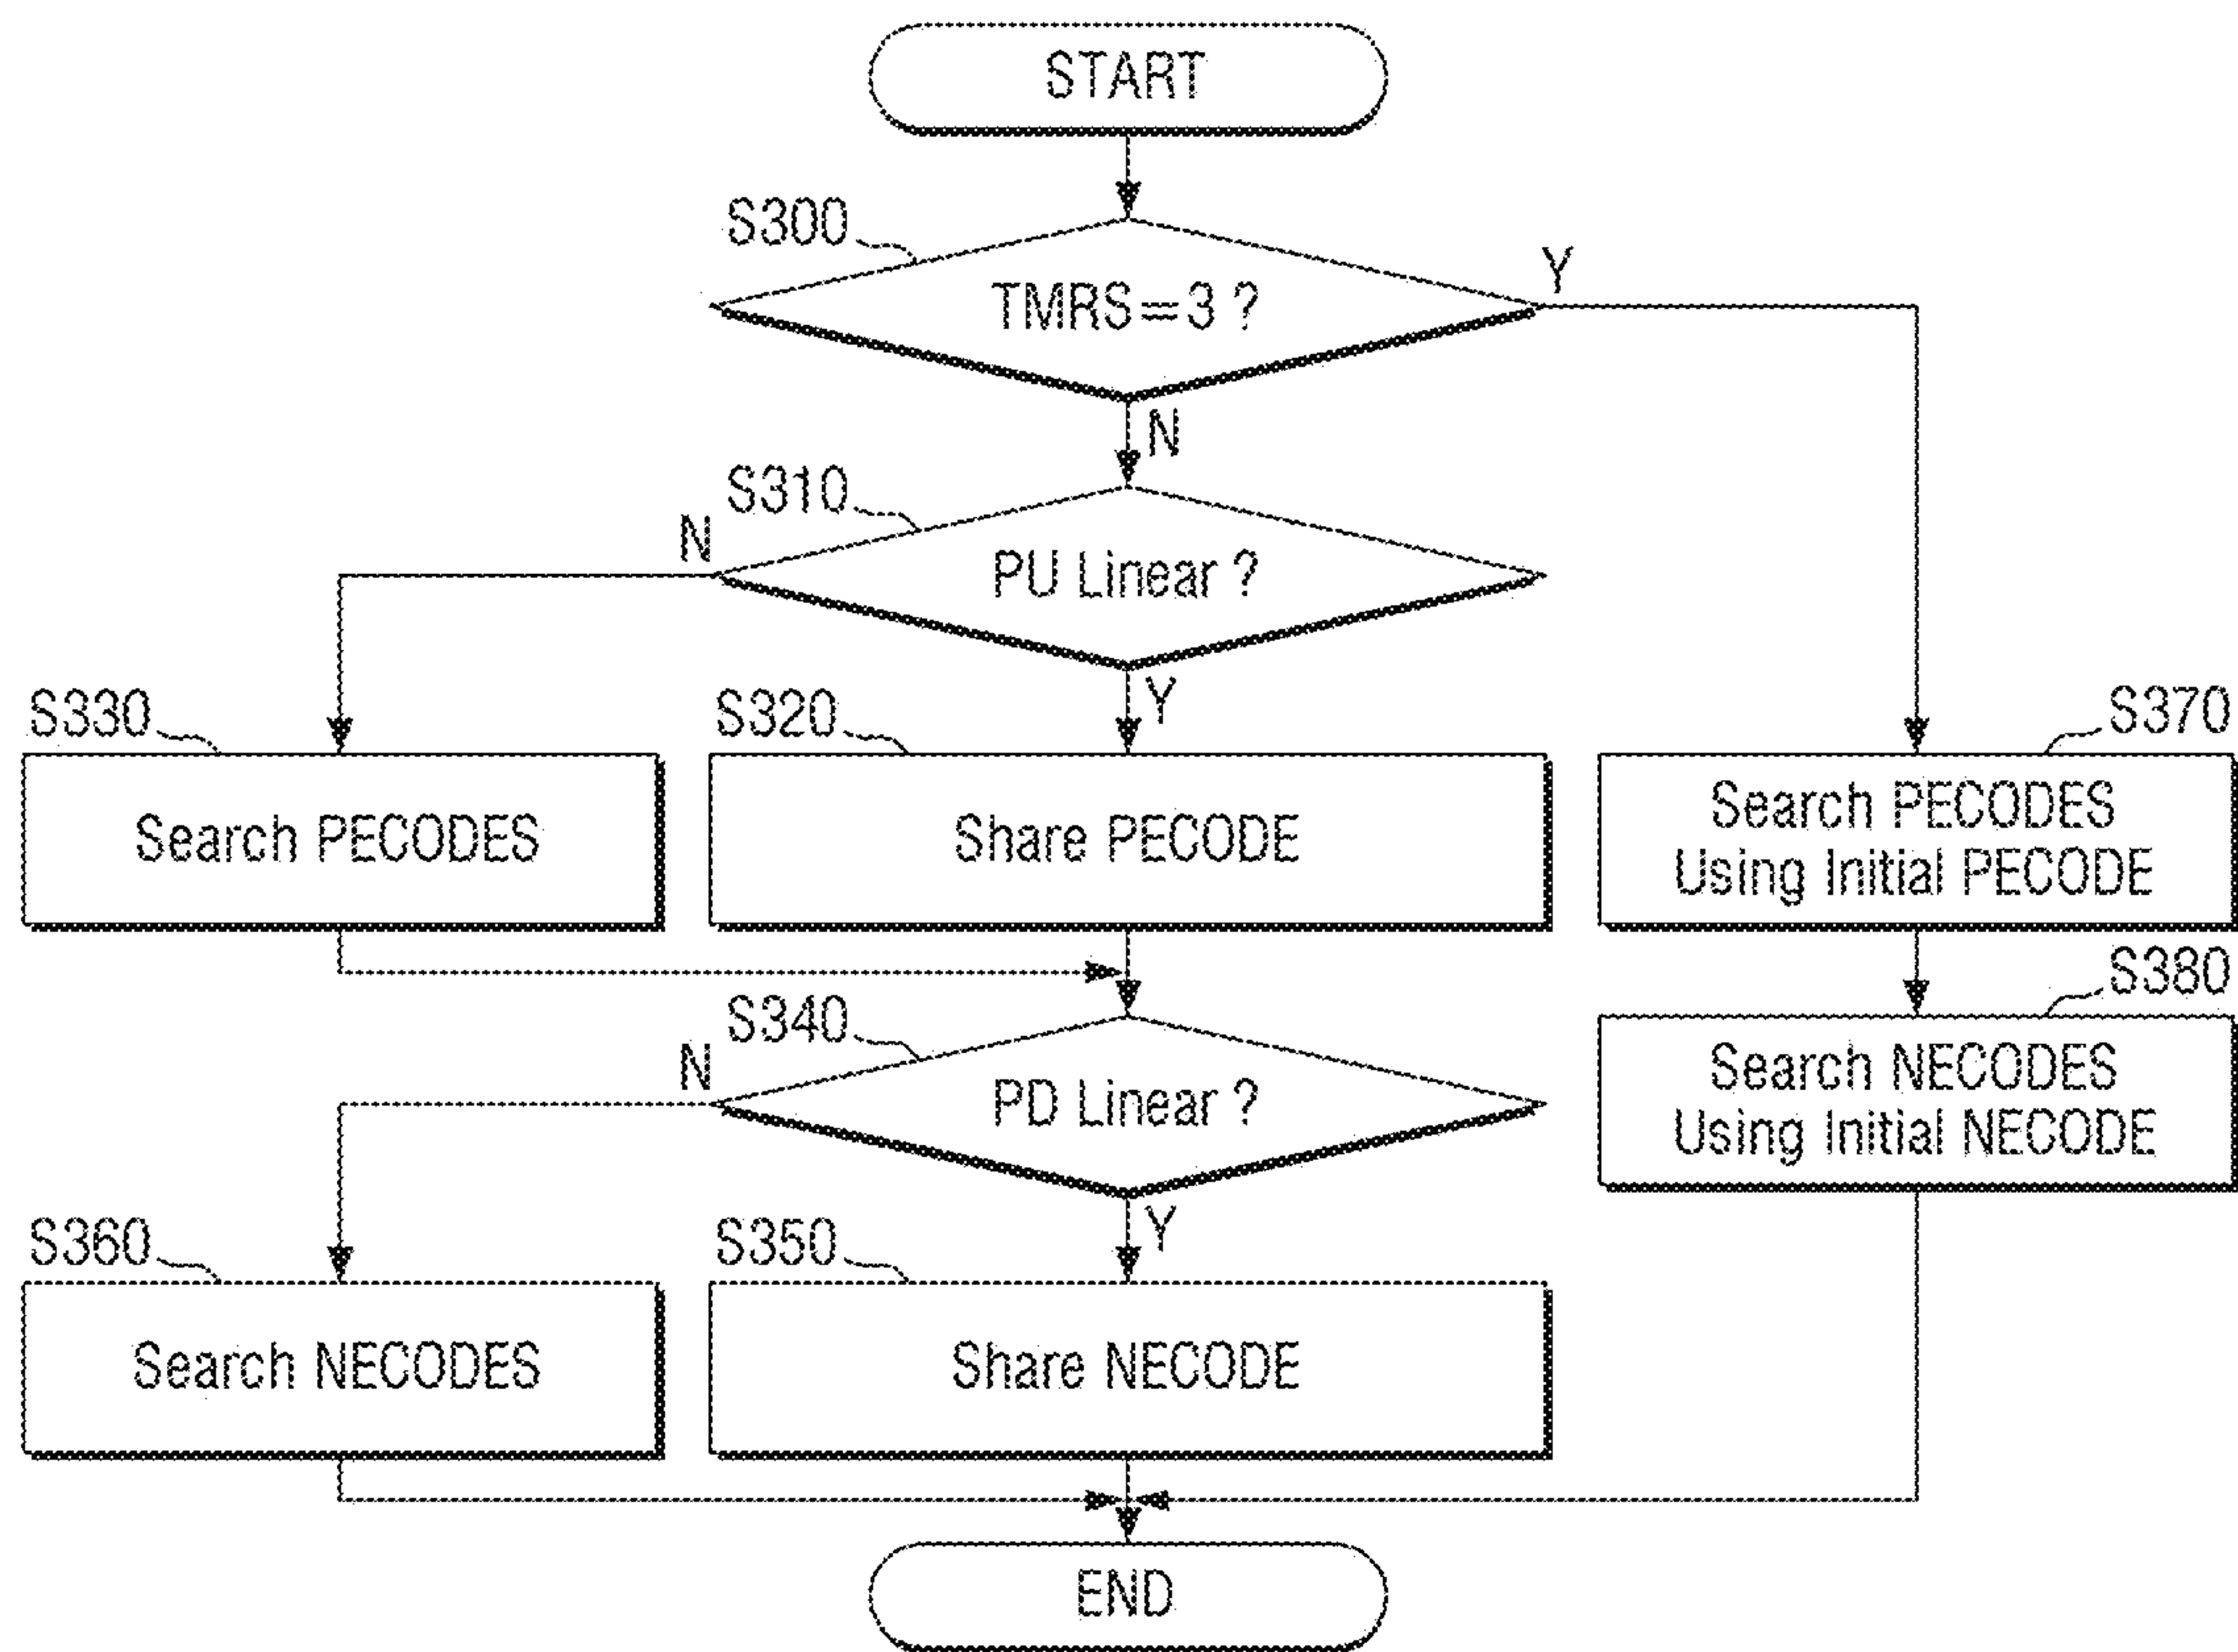 START
S300
TMRS=3 ?
Y
N
S310
PU Linear ?
N
Y
S330
Search PECODES
S320
Share PECODE
S370
Search PECODES
Using Initial PECODE
S340
PD Linear ?
N
Y
S380
Search NECODES
Using Initial NECODE
S360
Search NECODES
S350
Share NECODE
END